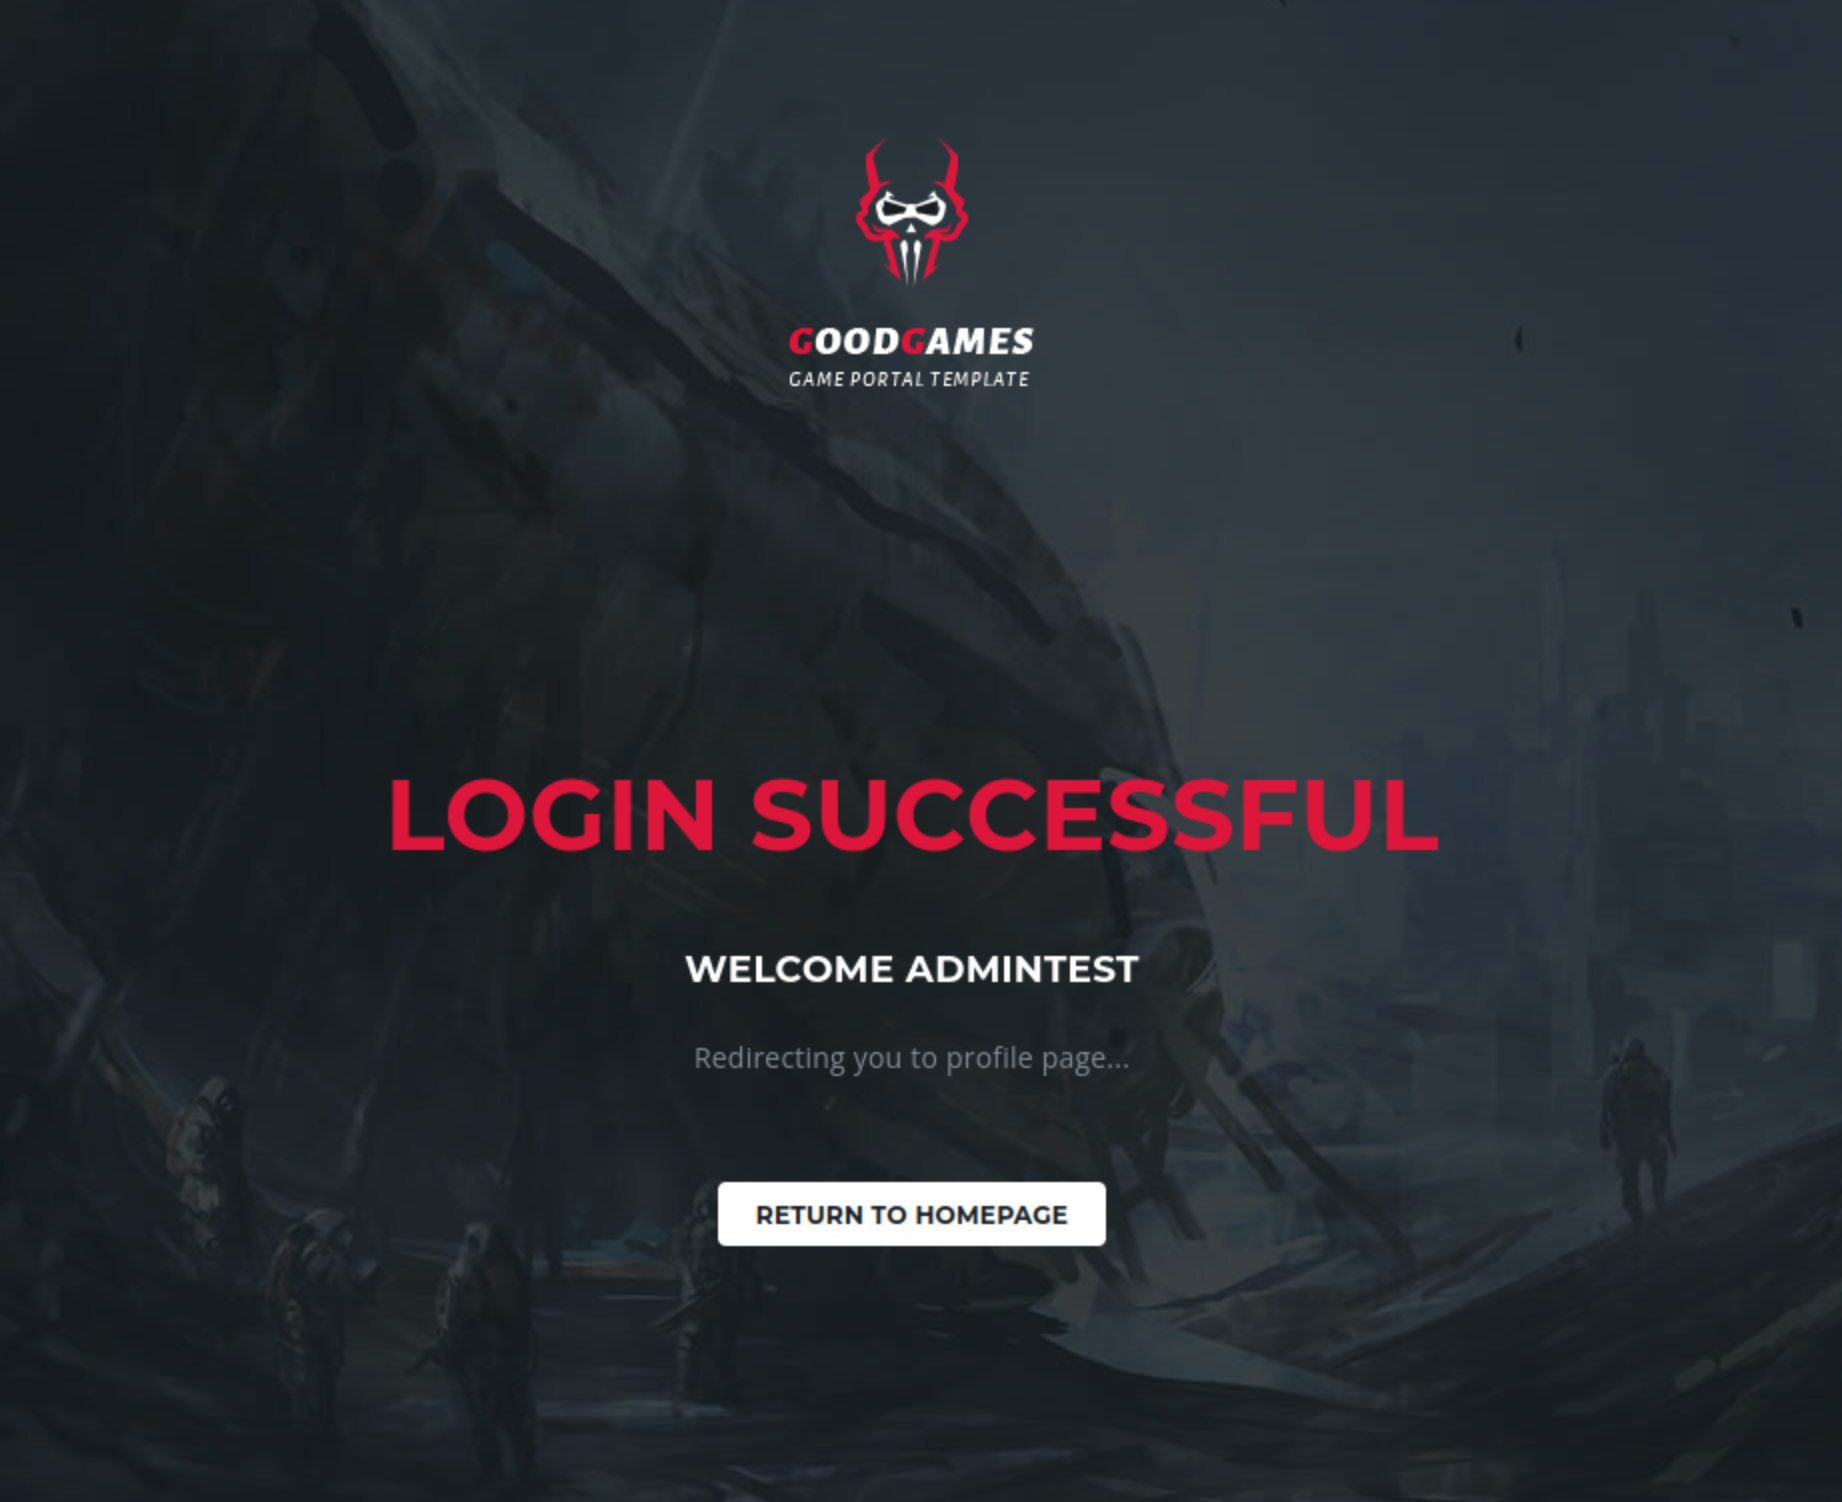 GOODGAMES
GAME PORTAL TEMPLATE
LOGIN SUCCESSFUL
WELCOME ADMINTEST
Redirecting you to profile page...
RETURN TO HOMEPAGE